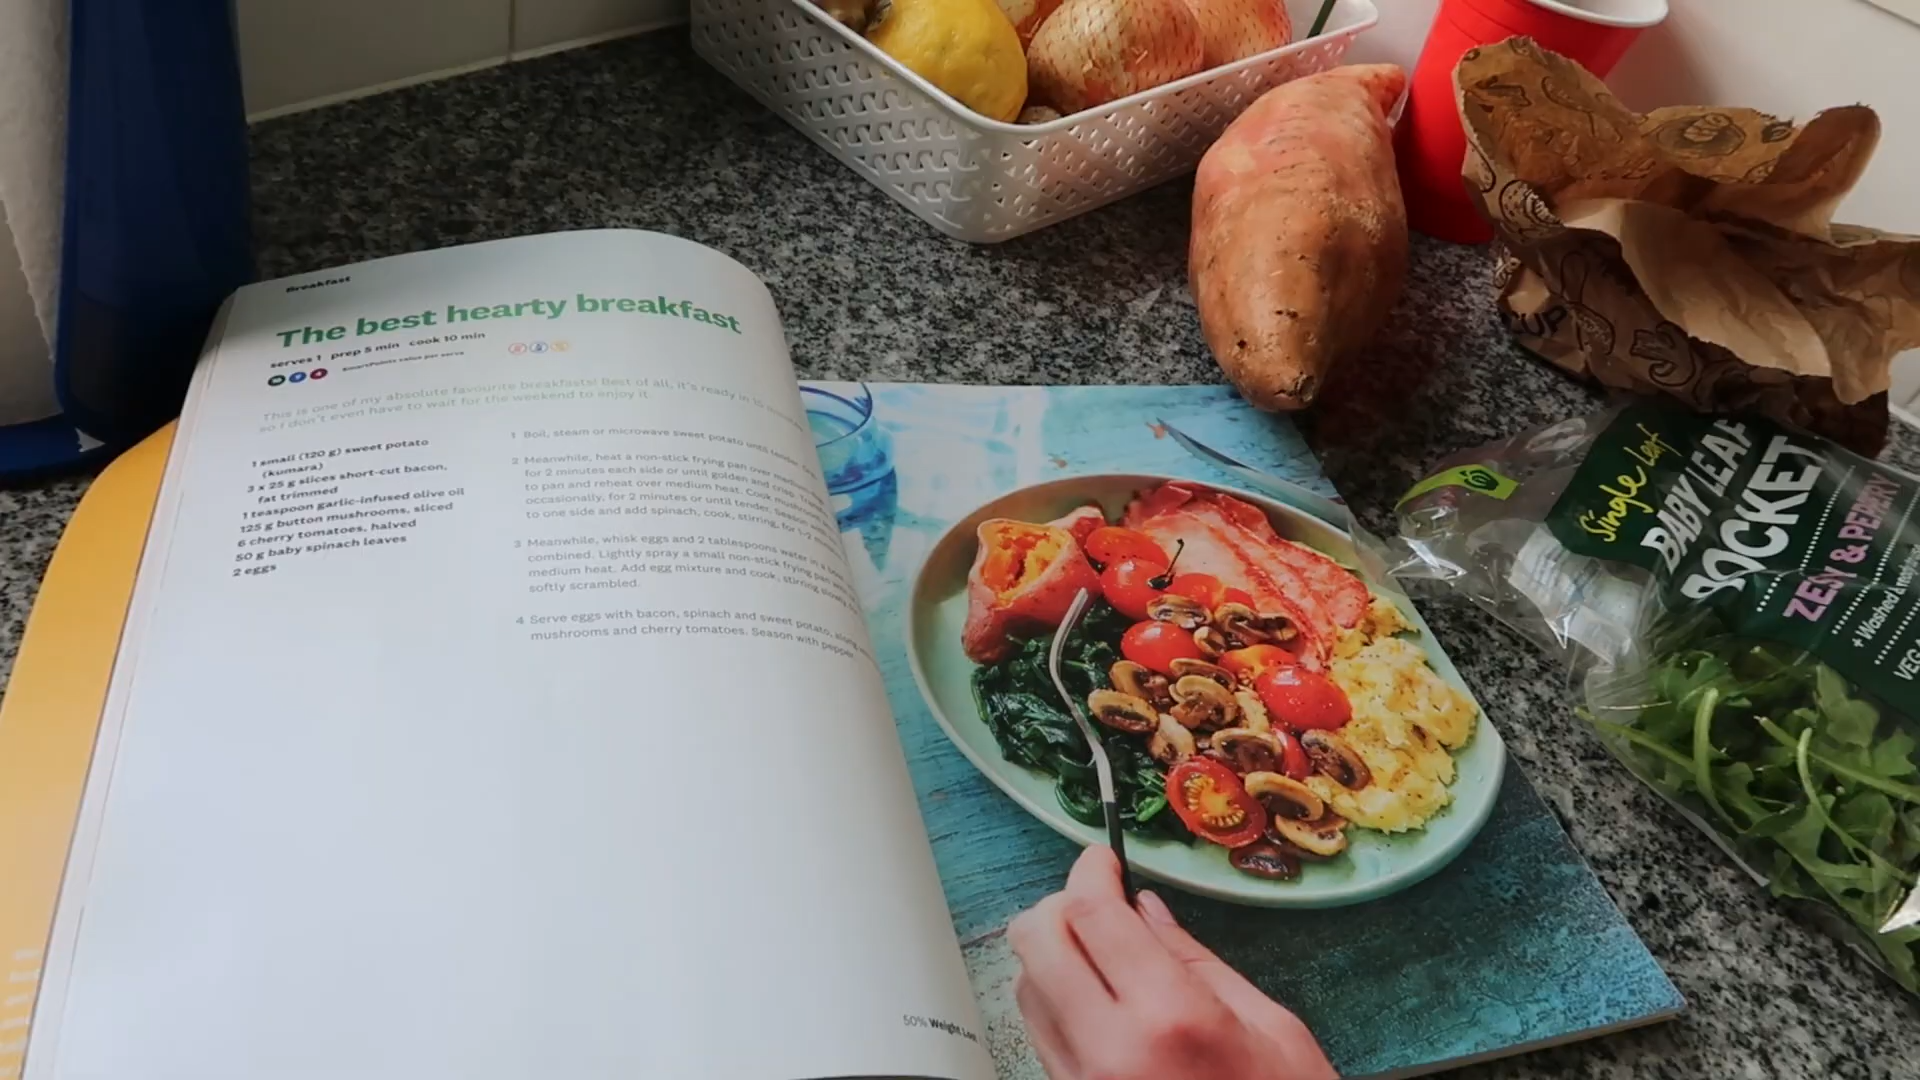 Breakfast
The best hearty breakfast
serves 1 prep 5 min cook 10 min
SmartPoints value per serve
This is one of my absolute favourite breakfasts! Best of all, it's ready in 15
so I don't even have to wait for the weekend to enjoy it.
1 small (120 g) sweet potato
(kumara)
3 x 25 g slices short-cut bacon,
fat trimmed
1 teaspoon garlic-infused olive oil
125 g button mushrooms, sliced
6 cherry tomatoes, halved
50 g baby spinach leaves
2 eggs
1 Boil, steam or microwave sweet potato until tender.
2 Meanwhile, heat a non-stick frying pan over medium
for 2 minutes each side or until golden and crisp.
to pan and reheat over medium heat. Cook
occasionally, for 2 minutes or until tender. Season
to one side and add spinach, cook, stirring, for 1-2
3 Meanwhile, whisk eggs and 2 tablespoons water in a
combined. Lightly spray a small non-stick frying pan
medium heat. Add egg mixture and cook, stirring slowly,
softly scrambled.
4 Serve eggs with bacon, spinach and sweet potato,
mushrooms and cherry tomatoes. Season with pepper.
50% Weight
Single Leaf
BABY LEAF
ROCKET
ZESTY & PEPPERY
+ Washed &